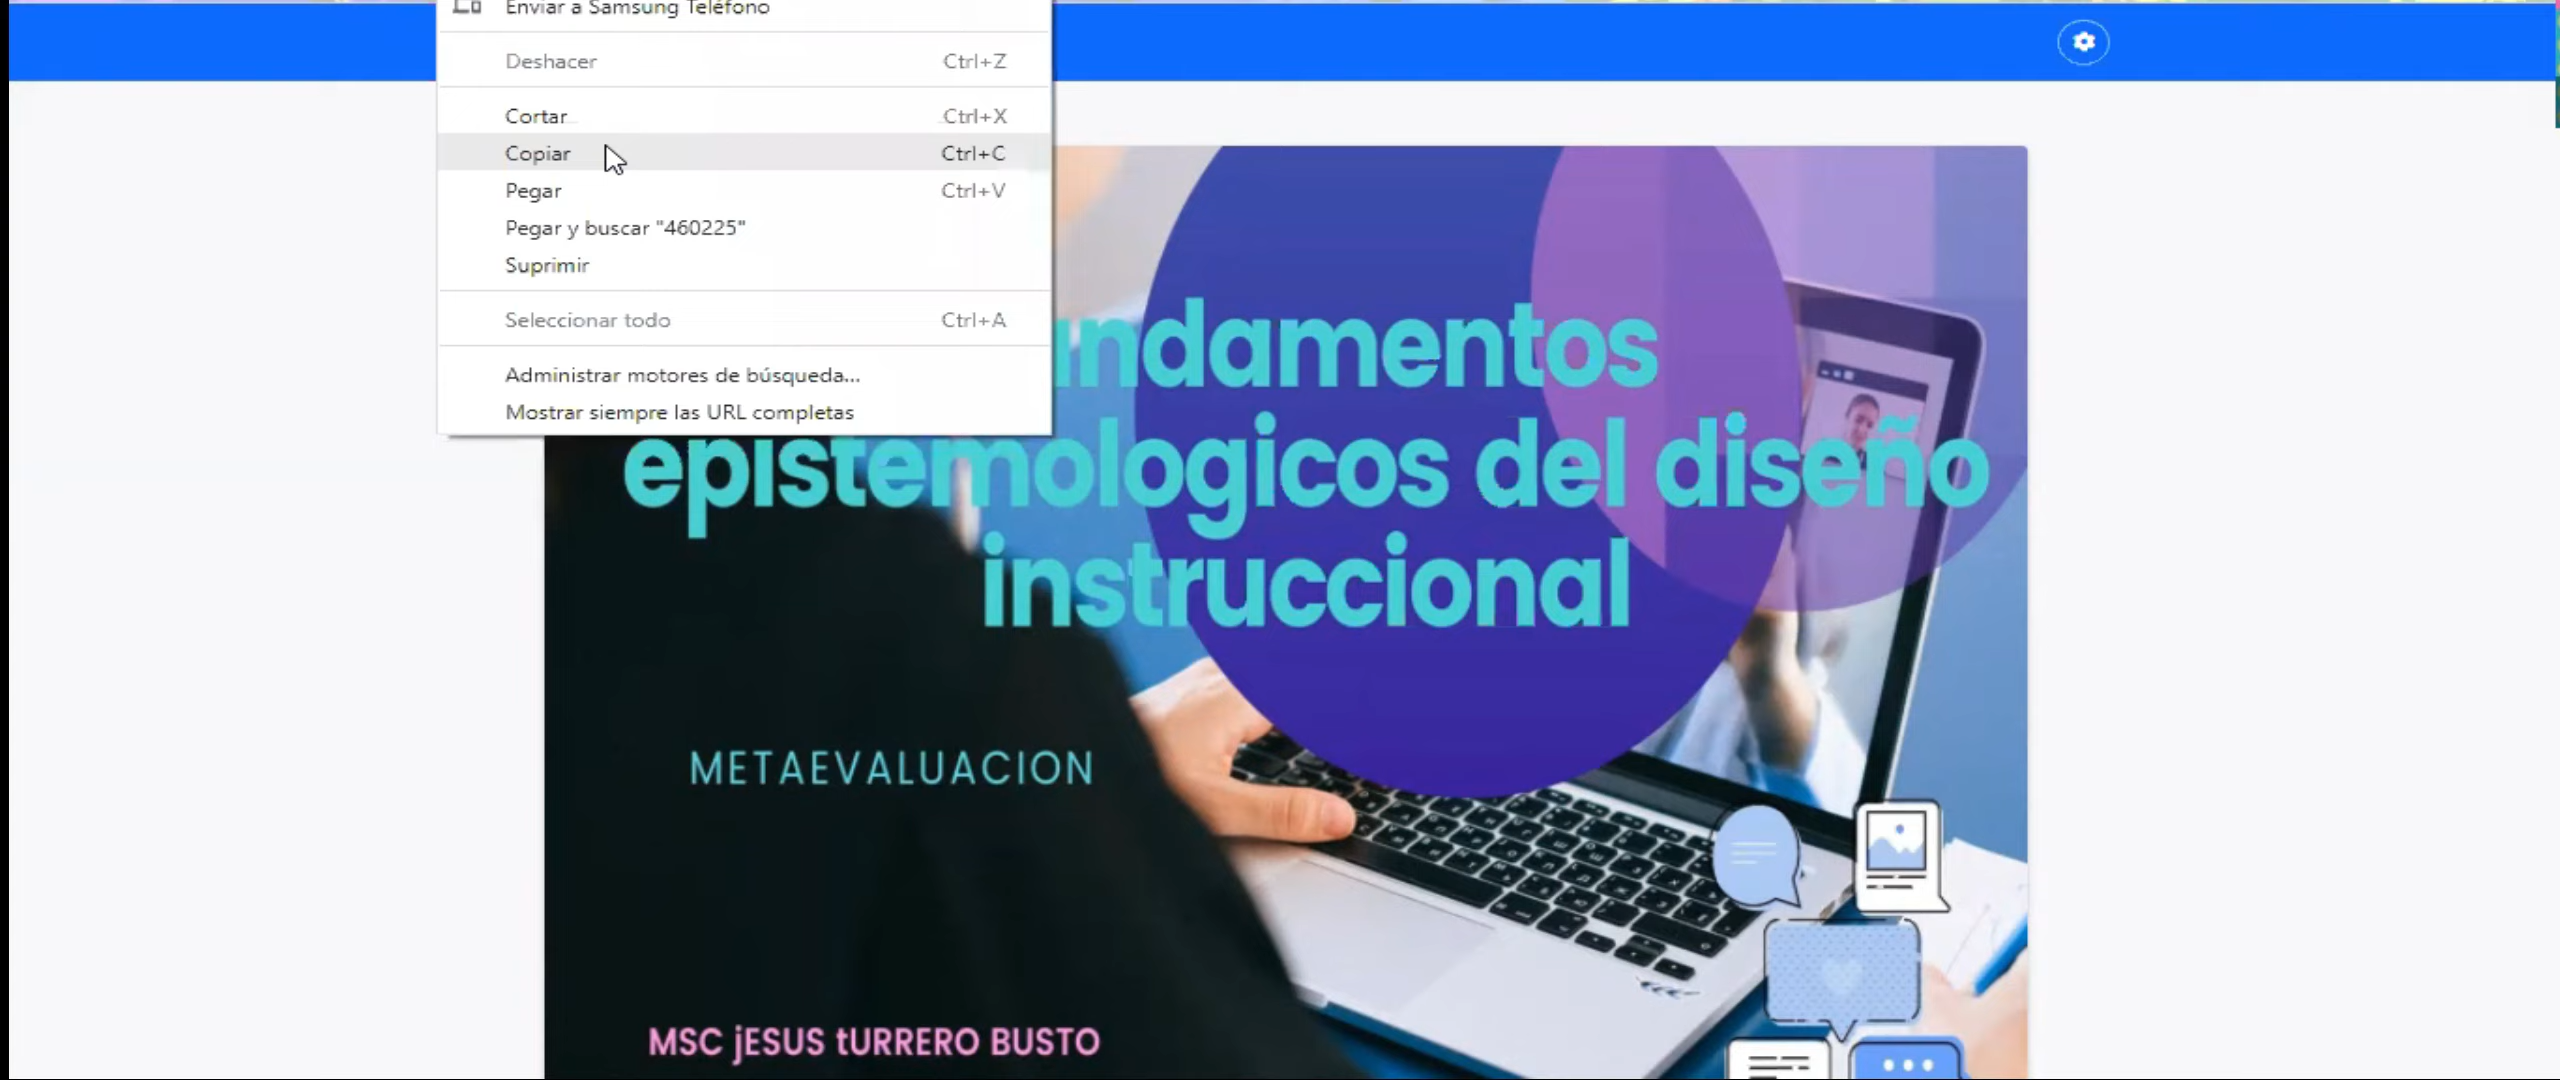 Enviar a Samsung Teléfono
Deshacer Ctrl+Z
Cortar Ctrl+X
Copiar Ctrl+C
Pegar Ctrl+V
Pegar y buscar "460225"
Suprimir
Seleccionar todo Ctrl+A
Administrar motores de búsqueda...
Mostrar siempre las URL completas
ndamentos
epistemologicos del diseño
instruccional
METAEVALUACION
MSC jESUS tURRERO BUSTO